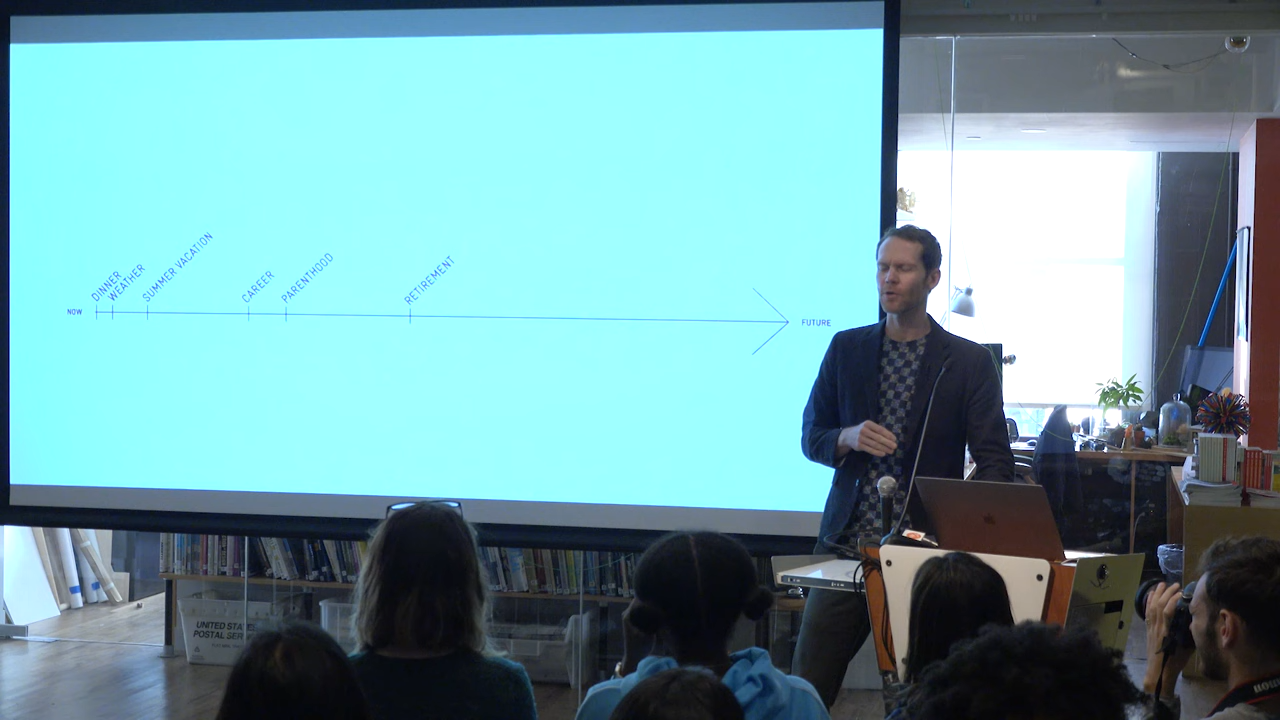 DINNER
WEATHER
SUMMER VACATION
CAREER
PARENTHOOD
RETIREMENT
NOW
FUTURE
UNITED STATES
POSTAL SER